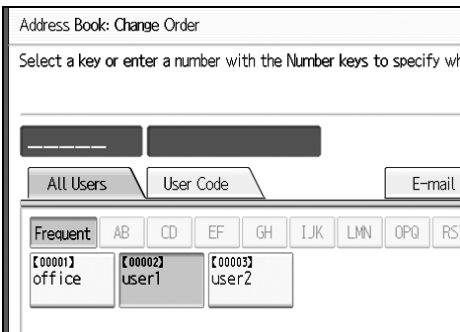 Address Book: Change Order
Select a key or enter a number with the Number keys to specify wh
_____
All Users User Code E-mail
Frequent AB CD EF GH IJK LMN OPQ RS
【00001】 【00002】 【00003】
office user1 user2